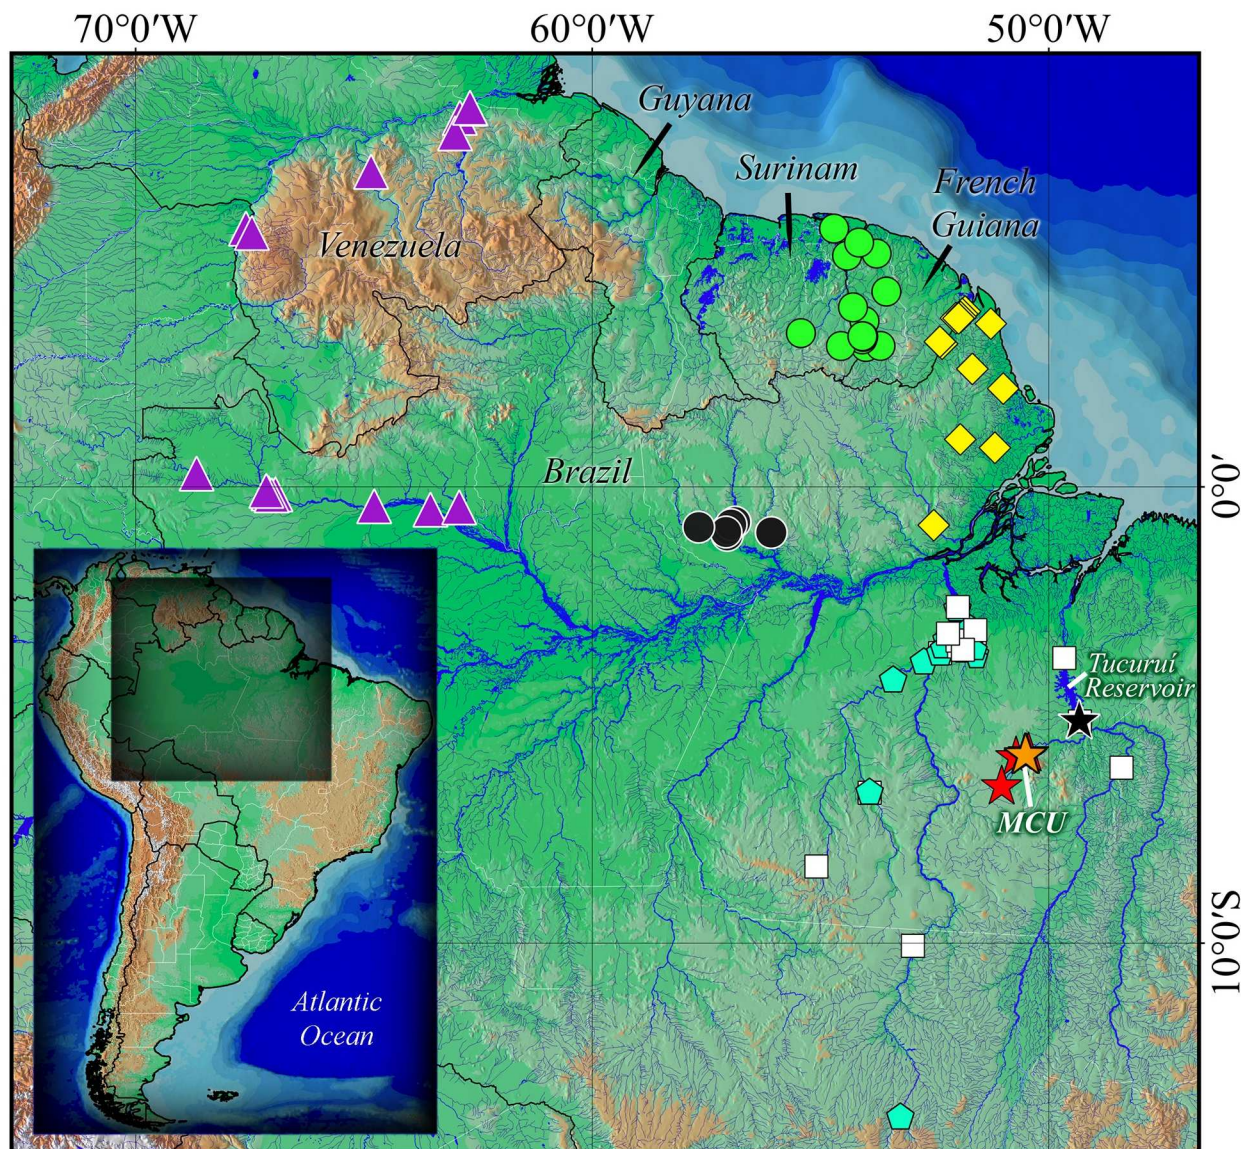 70°0′W
60°0′W
50°0′W
Guyana
Surinam
French
Guiana
Venezuela
Brazil
0°0′
Tucuruí
Reservoir
MCU
10°0′S
Atlantic
Ocean